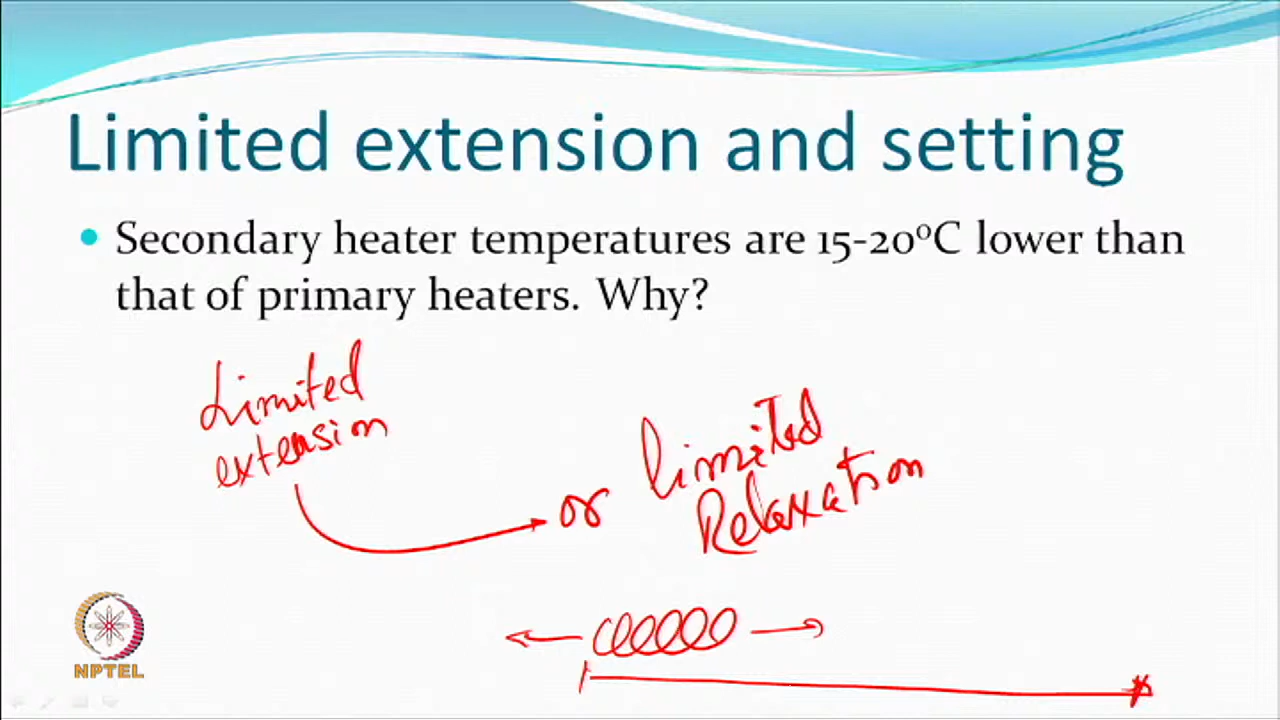 Limited extension and setting
Secondary heater temperatures are 15-20⁰C lower than
that of primary heaters. Why?
Limited
extension
or limited
Relaxation
NPTEL